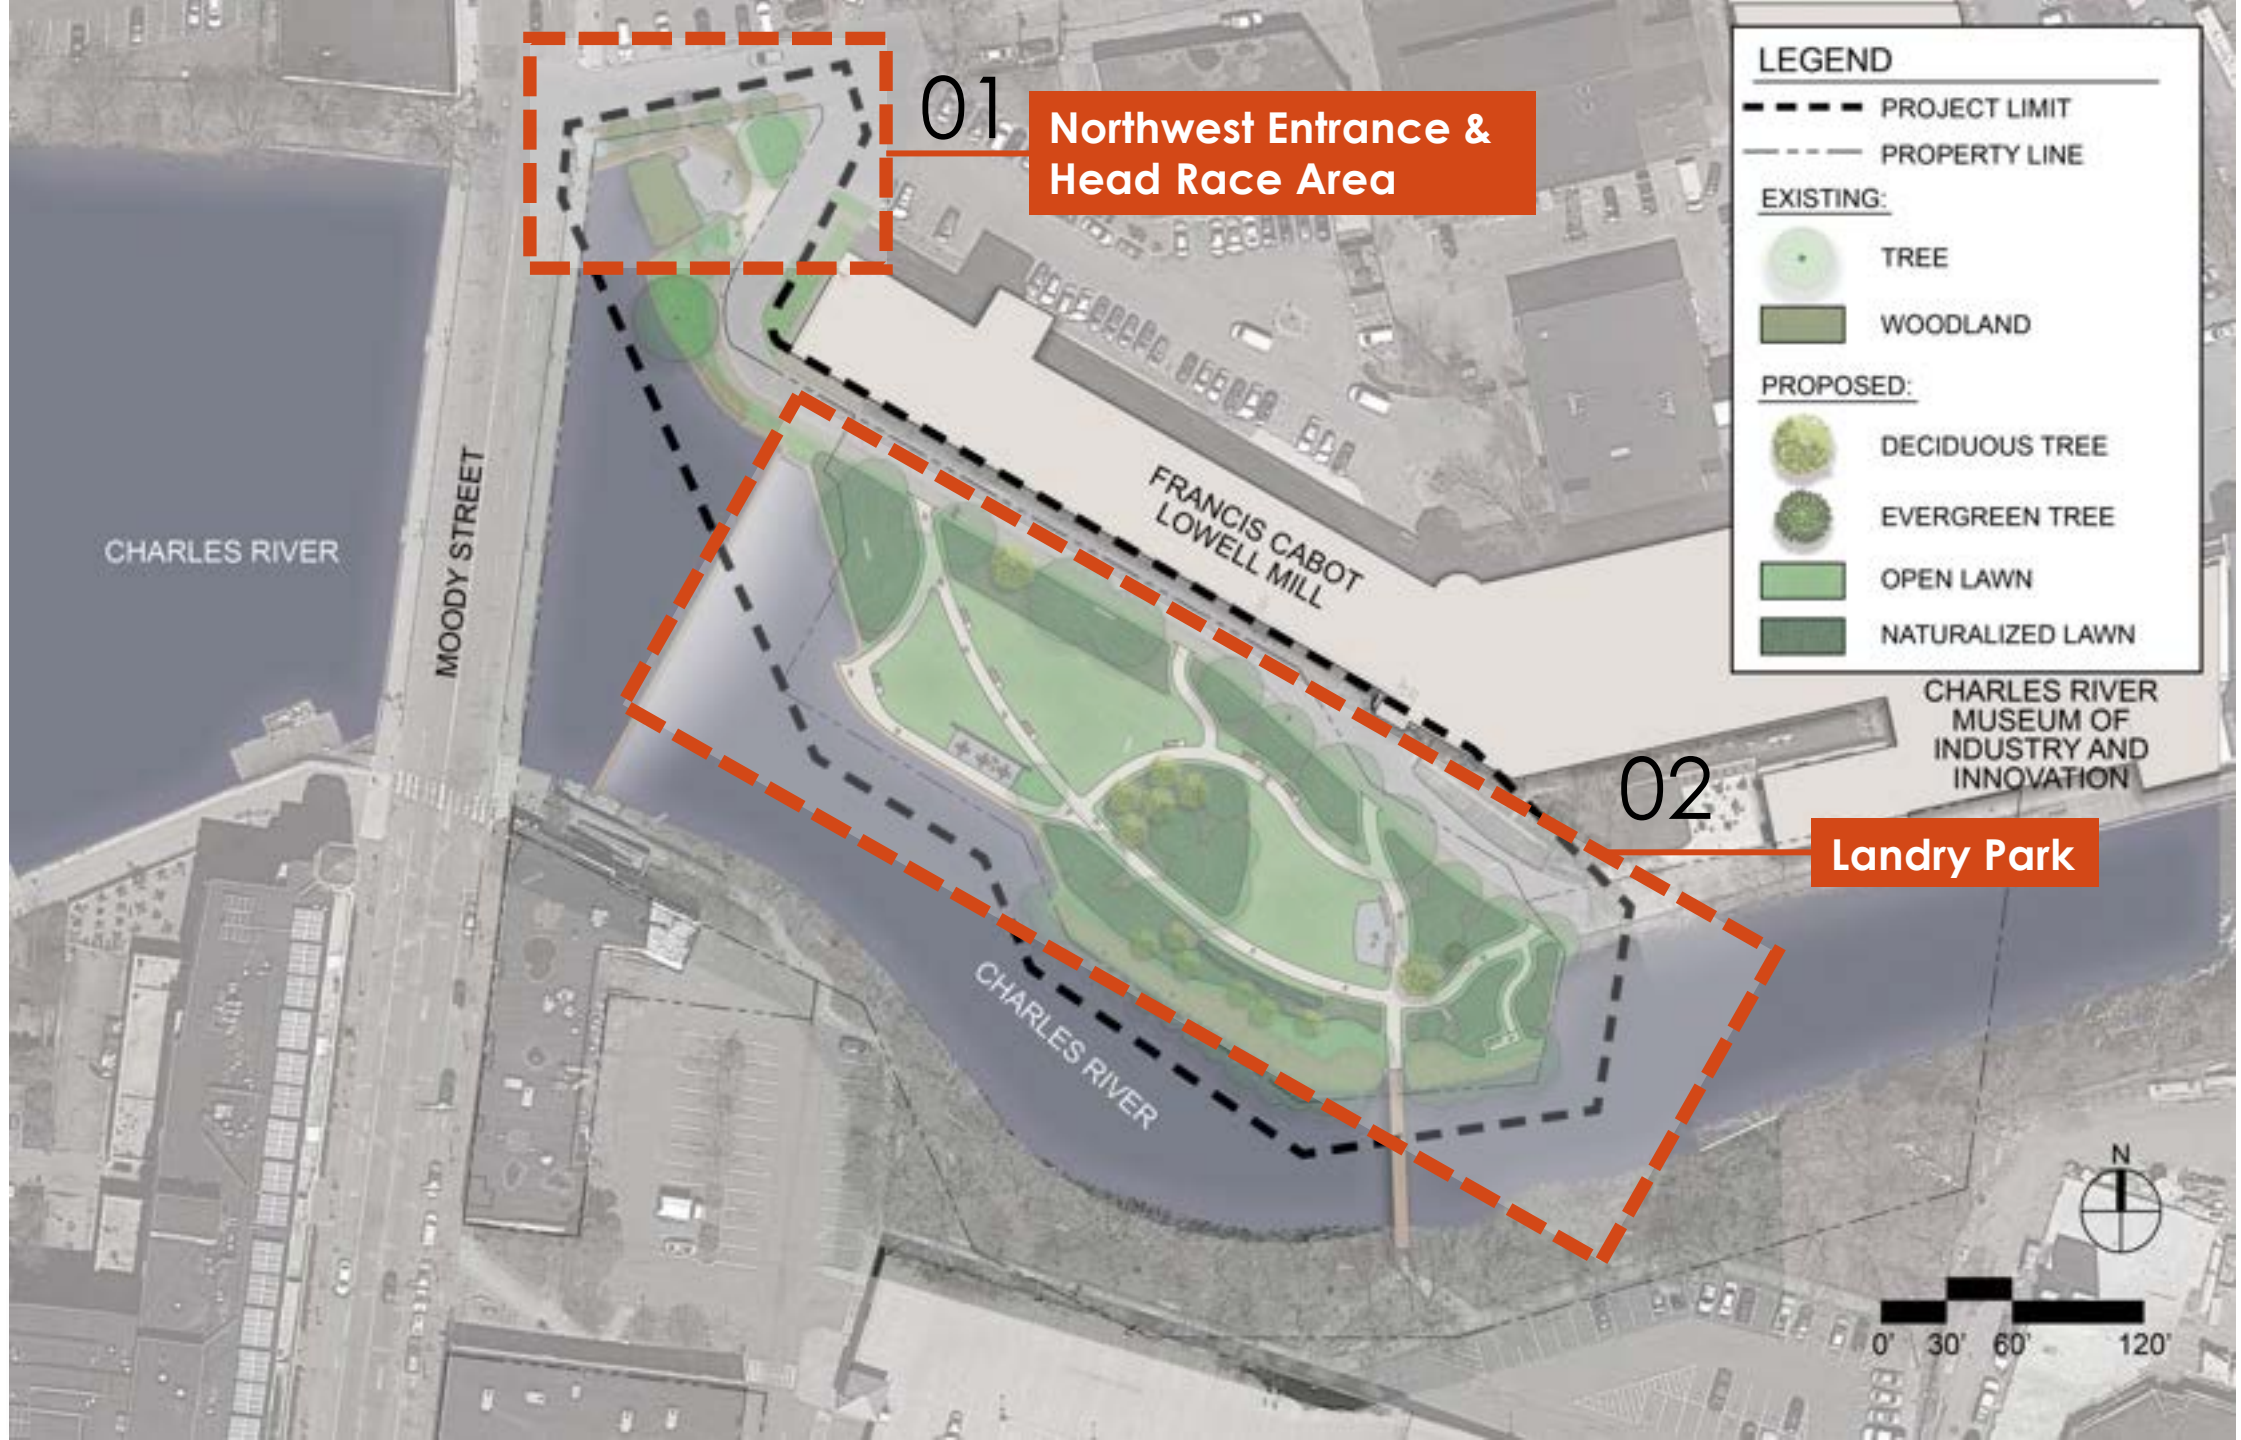 01
Northwest Entrance &
Head Race Area
LEGEND
PROJECT LIMIT
PROPERTY LINE
EXISTING:
TREE
WOODLAND
PROPOSED:
DECIDUOUS TREE
EVERGREEN TREE
OPEN LAWN
NATURALIZED LAWN
CHARLES RIVER
MOODY STREET
FRANCIS CABOT
LOWELL MILL
CHARLES RIVER
MUSEUM OF
INDUSTRY AND
INNOVATION
02
Landry Park
CHARLES RIVER
N
0' 30' 60' 120'